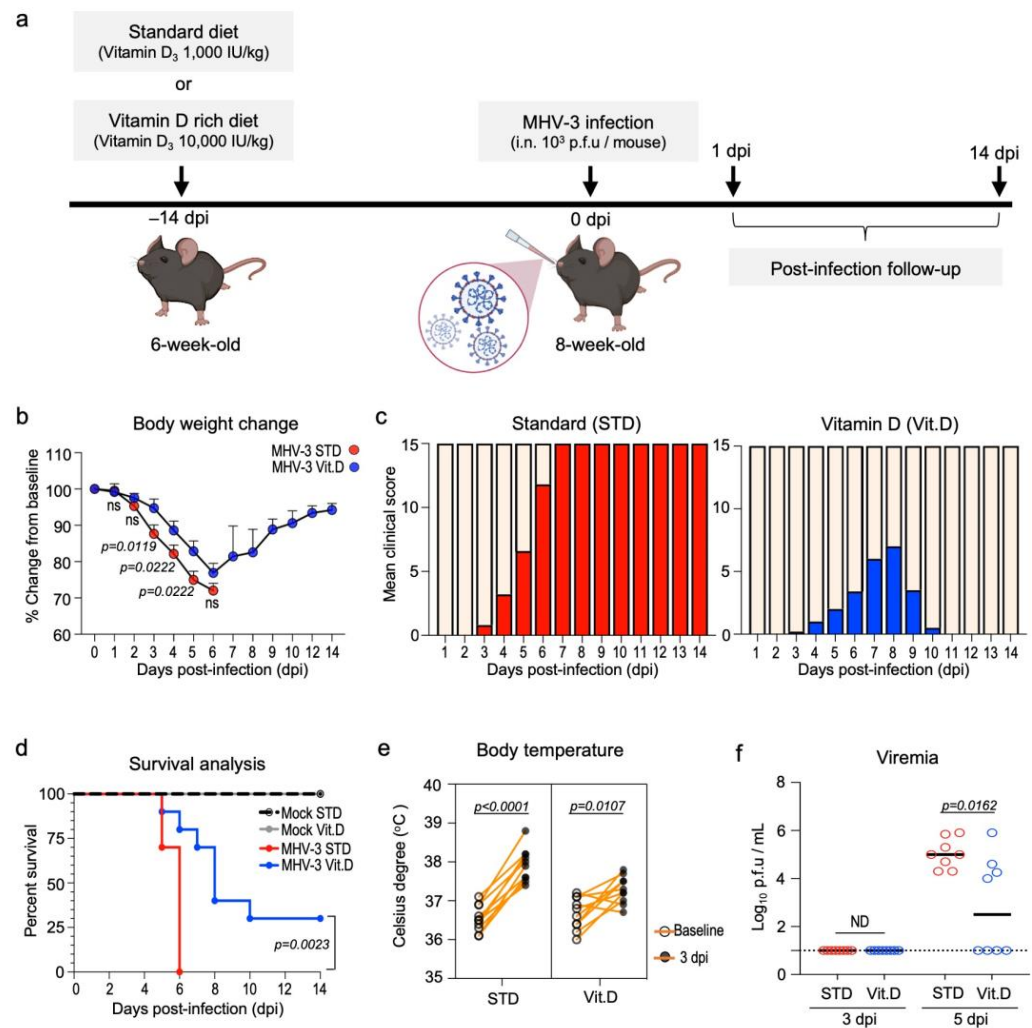 a
Standard diet
(Vitamin D₃ 1,000 IU/kg)
or
Vitamin D rich diet
(Vitamin D₃ 10,000 IU/kg)
MHV-3 infection
(i.n. 10³ p.f.u / mouse)
1 dpi
14 dpi
–14 dpi
0 dpi
Post-infection follow-up
6-week-old
8-week-old
b
Body weight change
MHV-3 STD
MHV-3 Vit.D
% Change from baseline
110
100
90
80
70
60
ns
ns
p=0.0119
p=0.0222
p=0.0222
ns
0 1 2 3 4 5 6 7 8 9 10 12 14
Days post-infection (dpi)
c
Standard (STD)
Vitamin D (Vit.D)
Mean clinical score
15
10
5
0
1 2 3 4 5 6 7 8 9 10 11 12 13 14
Days post-infection (dpi)
15
10
5
0
1 2 3 4 5 6 7 8 9 10 11 12 13 14
Days post-infection (dpi)
d
Survival analysis
Percent survival
100
75
50
25
0
Mock STD
Mock Vit.D
MHV-3 STD
MHV-3 Vit.D
p=0.0023
0 2 4 6 8 10 12 14
Days post-infection (dpi)
e
Body temperature
Celsius degree (°C)
40
39
38
37
36
35
p<0.0001
p=0.0107
Baseline
3 dpi
STD
Vit.D
f
Viremia
Log₁₀ p.f.u / mL
8
6
4
2
0
p=0.0162
ND
STD Vit.D STD Vit.D
3 dpi 5 dpi